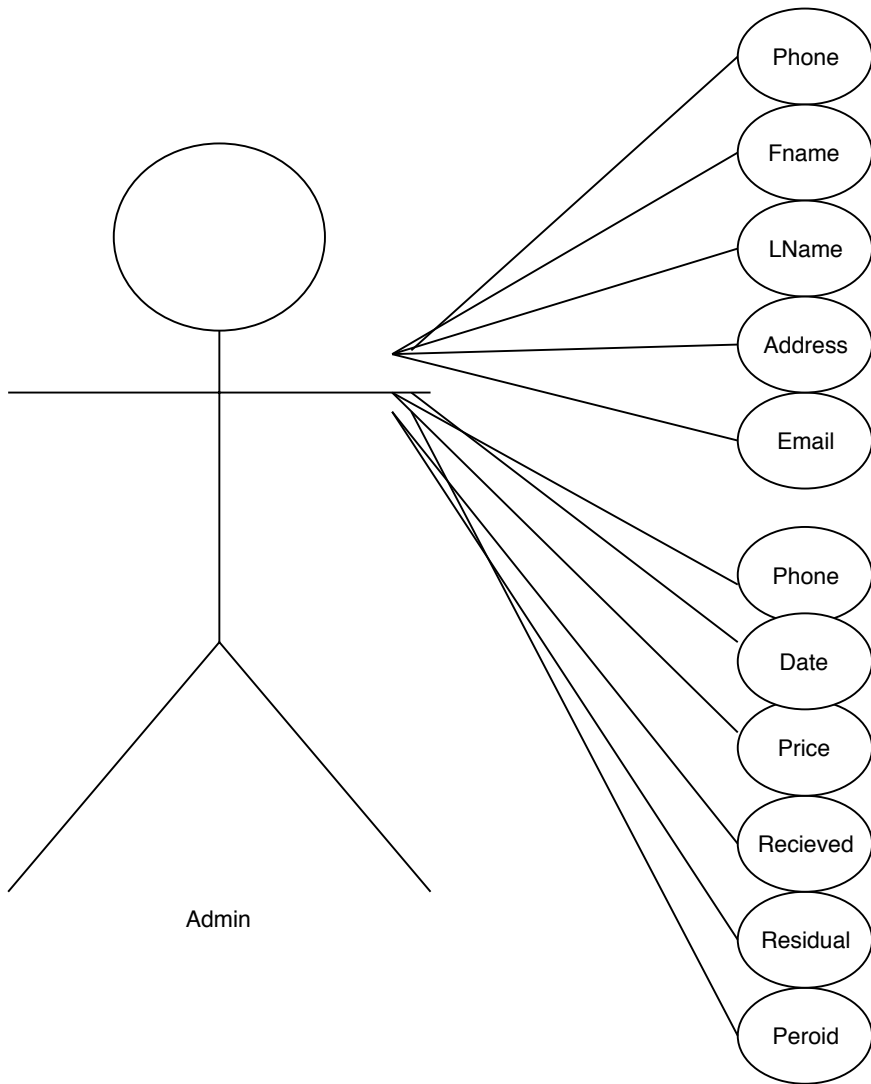 Phone
Fname
LName
Address
Email
Phone
Date
Price
Recieved
Residual
Peroid
Admin